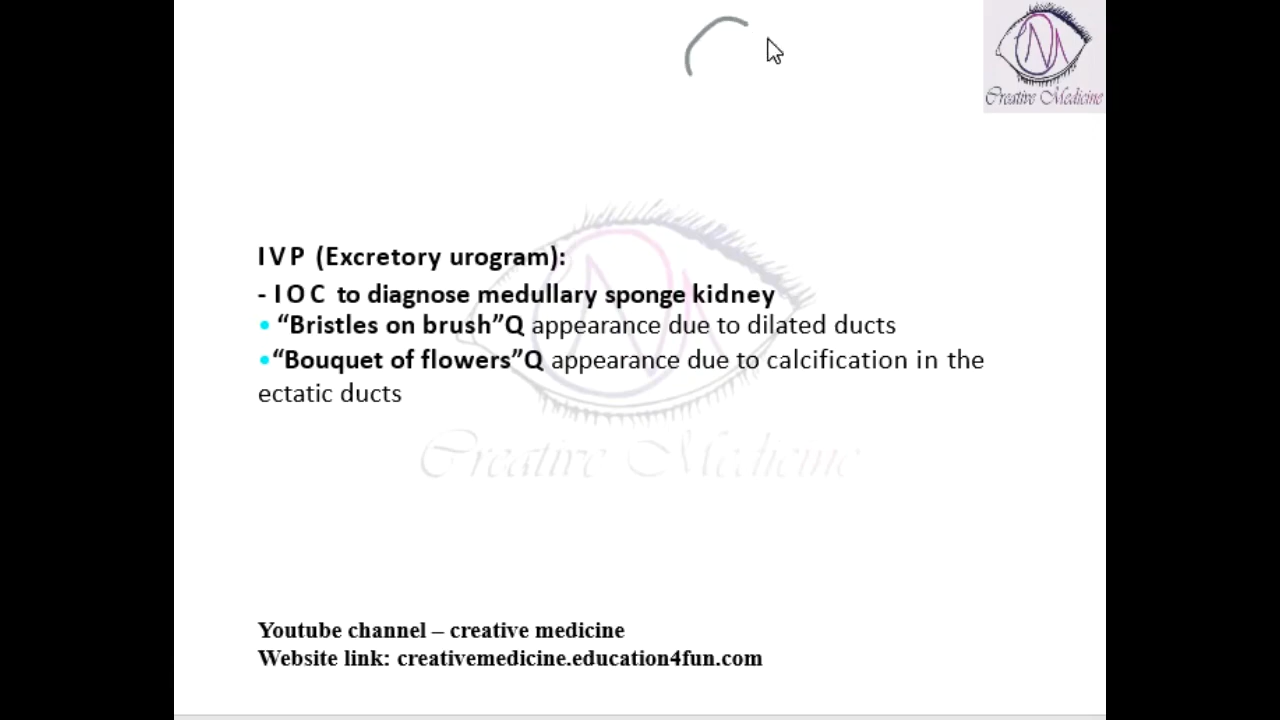 Creative Medicine
IVP (Excretory urogram):
- IOC to diagnose medullary sponge kidney
• “Bristles on brush”Q appearance due to dilated ducts
•“Bouquet of flowers”Q appearance due to calcification in the
ectatic ducts
Creative Medicine
Youtube channel – creative medicine
Website link: creativemedicine.education4fun.com